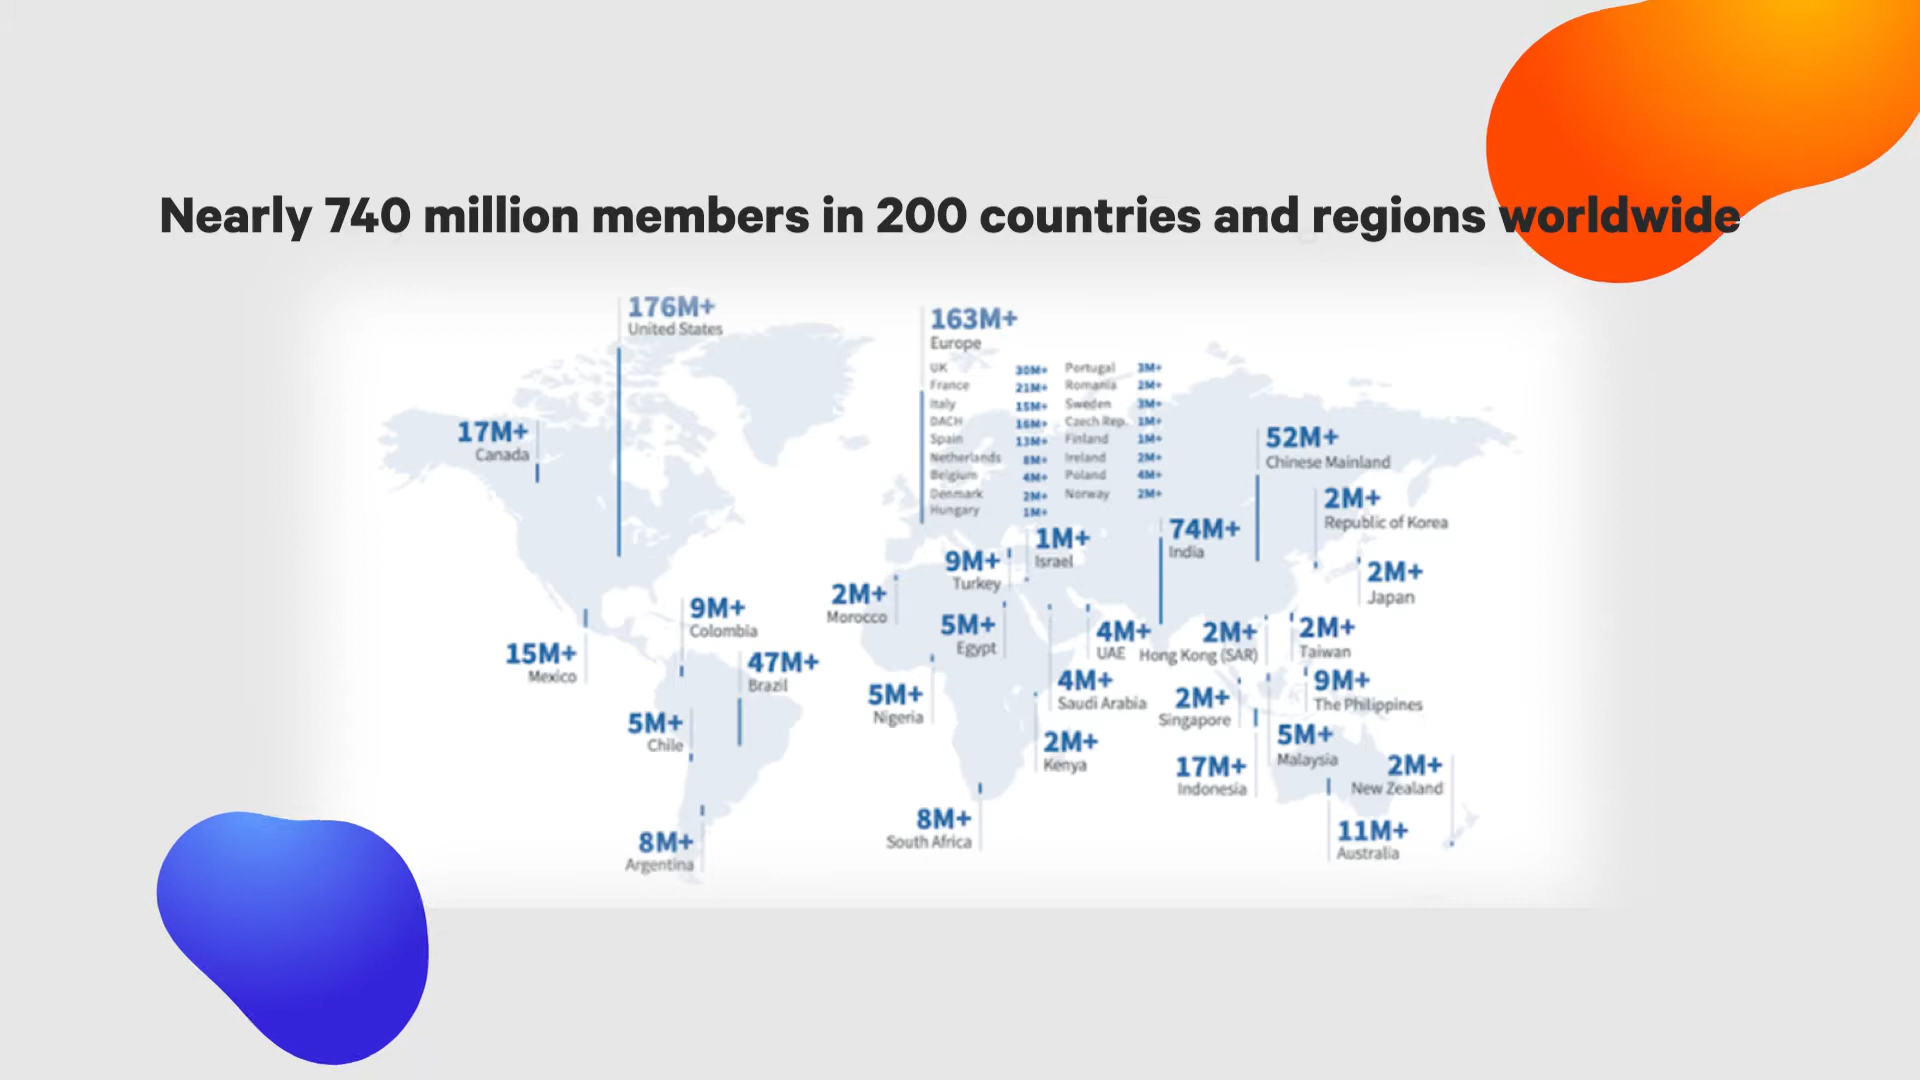 Nearly 740 million members in 200 countries and regions worldwide
176M+
United States
163M+
Europe
UK 30M+ Portugal 3M+
France 21M+ Romania 2M+
Italy 15M+ Sweden 3M+
DACH 16M+ Czech Rep. 1M+
Spain 13M+ Finland 1M+
Netherlands 8M+ Ireland 2M+
Belgium 4M+ Poland 4M+
Denmark 2M+ Norway 2M+
Hungary 1M+
17M+
Canada
52M+
Chinese Mainland
2M+
Republic of Korea
74M+
India
1M+
Israel
9M+
Turkey
2M+
Japan
2M+
Morocco
9M+
Colombia
5M+
Egypt
4M+
UAE
2M+
Hong Kong (SAR)
2M+
Taiwan
15M+
Mexico
47M+
Brazil
5M+
Nigeria
4M+
Saudi Arabia
2M+
Singapore
9M+
The Philippines
5M+
Chile
2M+
Kenya
5M+
Malaysia
17M+
Indonesia
2M+
New Zealand
8M+
South Africa
11M+
Australia
8M+
Argentina